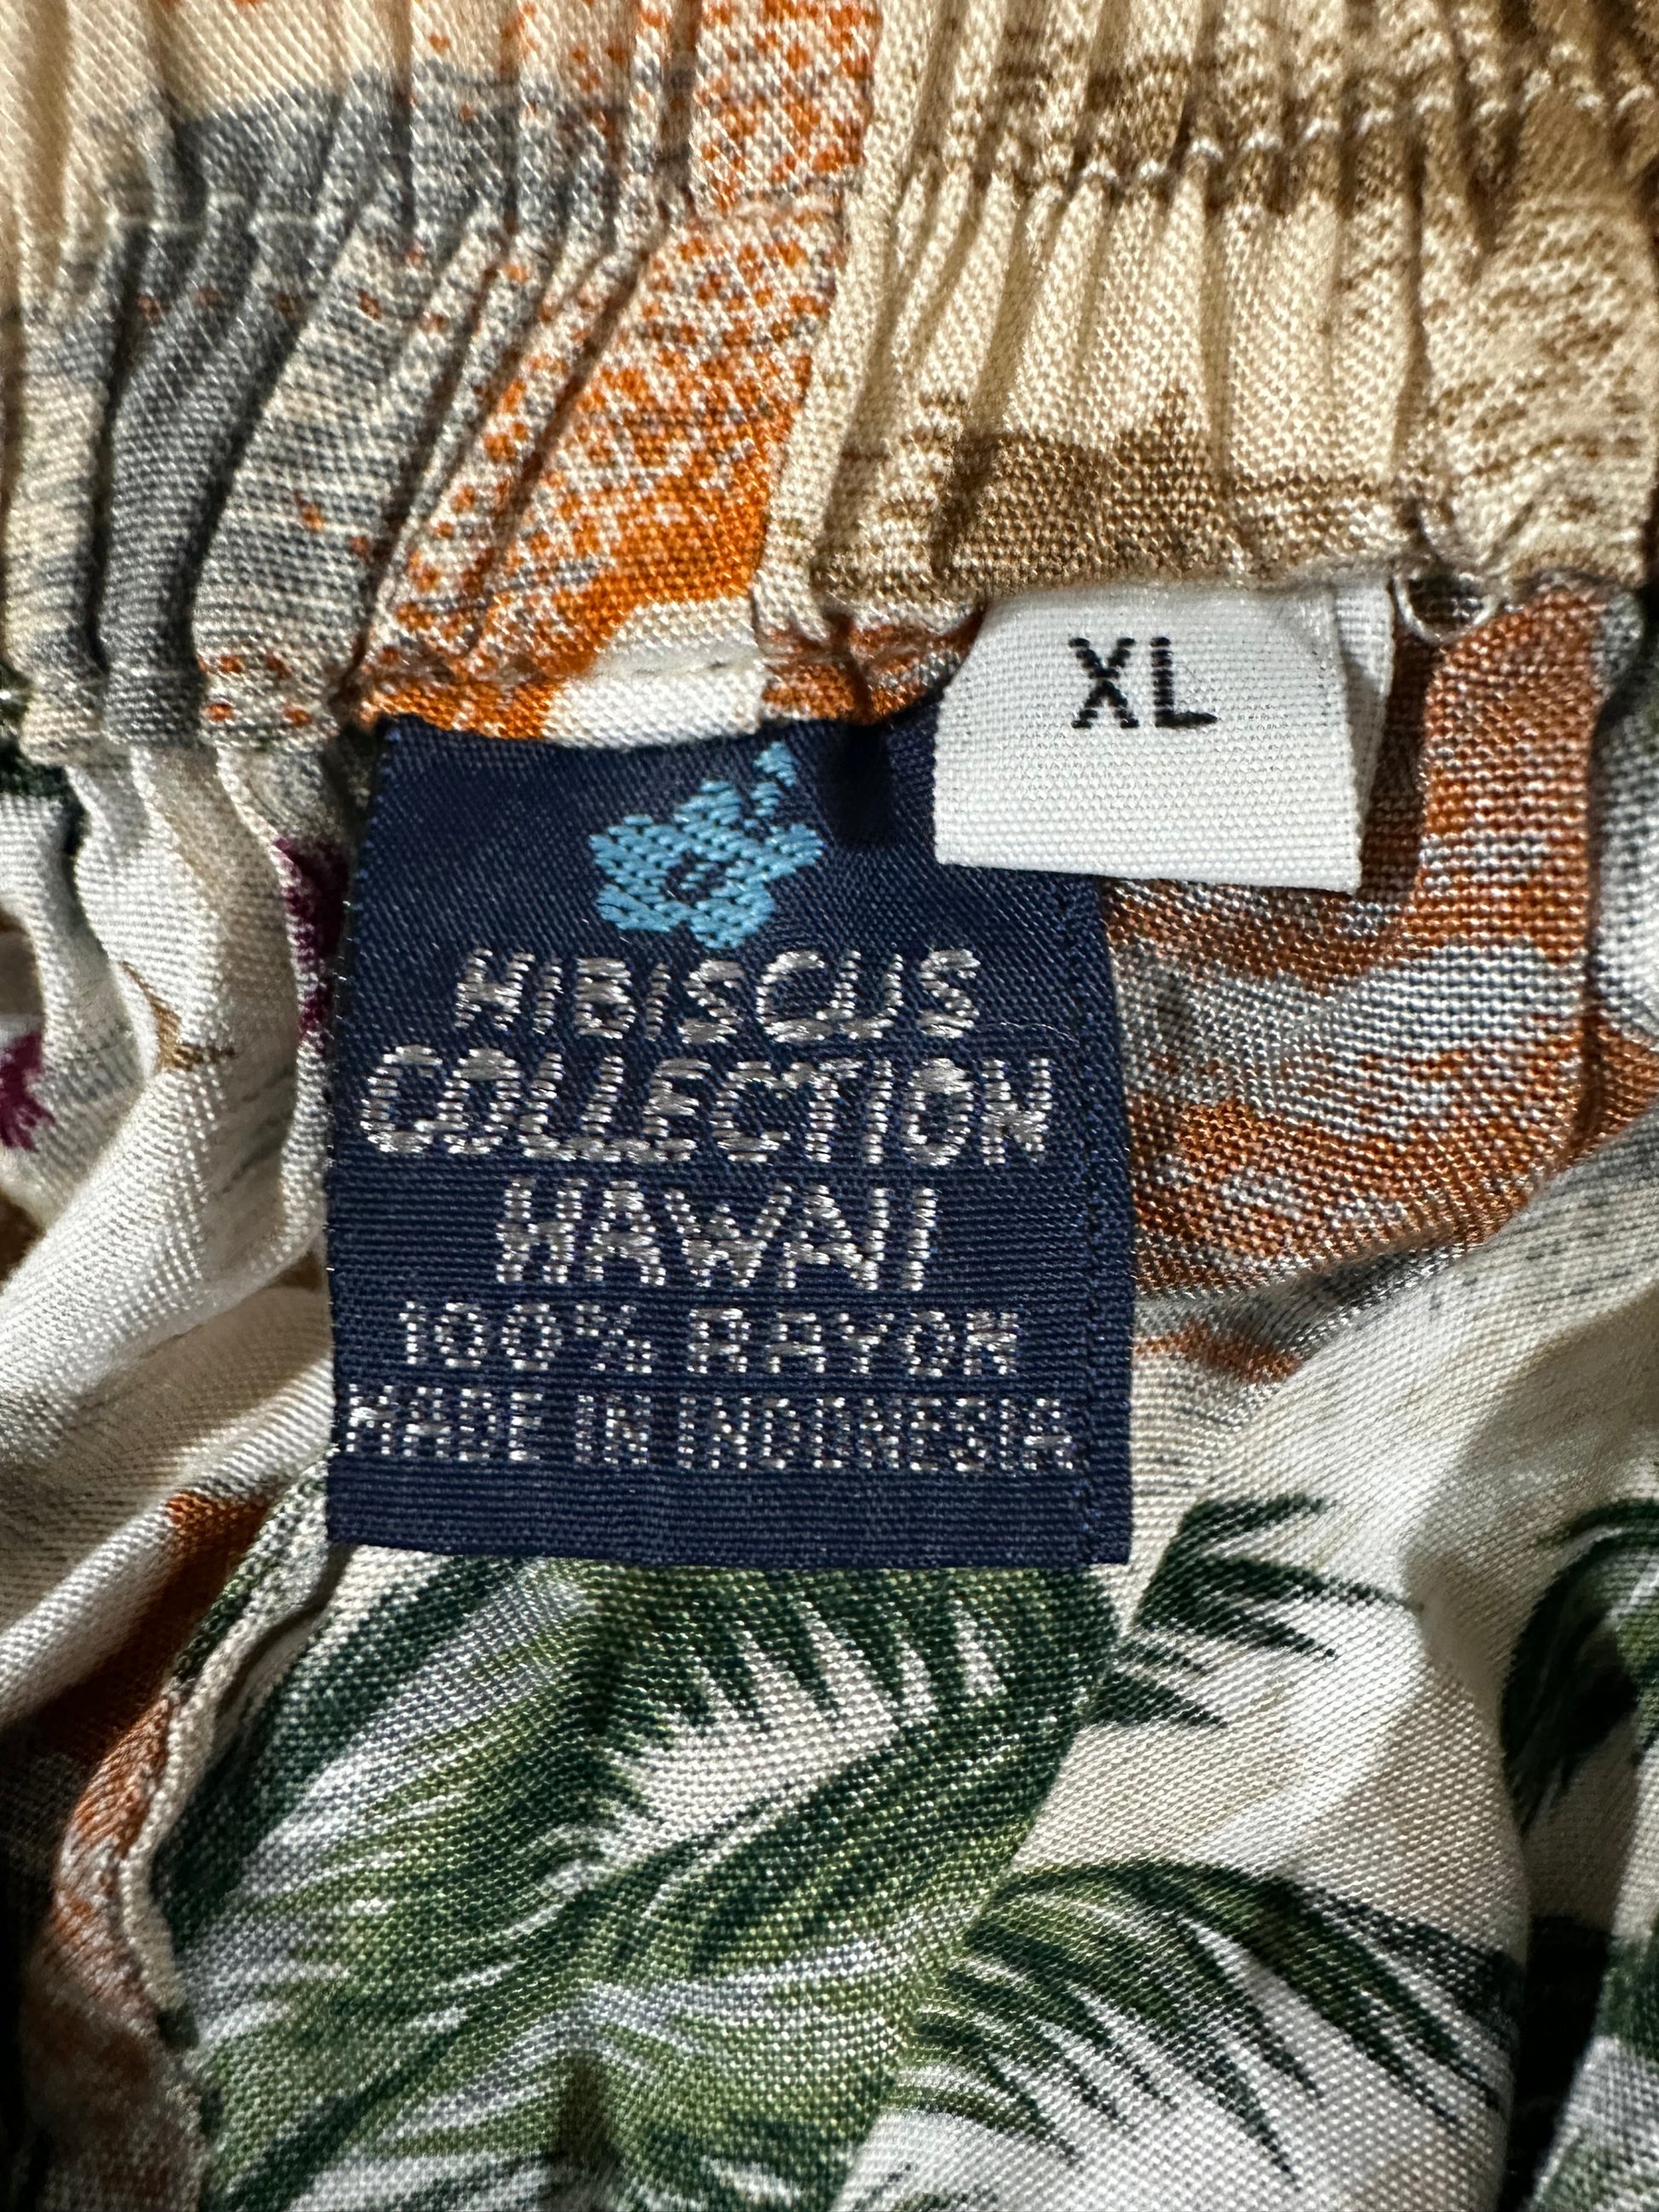 XL
HIBISCUS
COLLECTION
HAWAII
100% RAYON
MADE IN INDONESIA